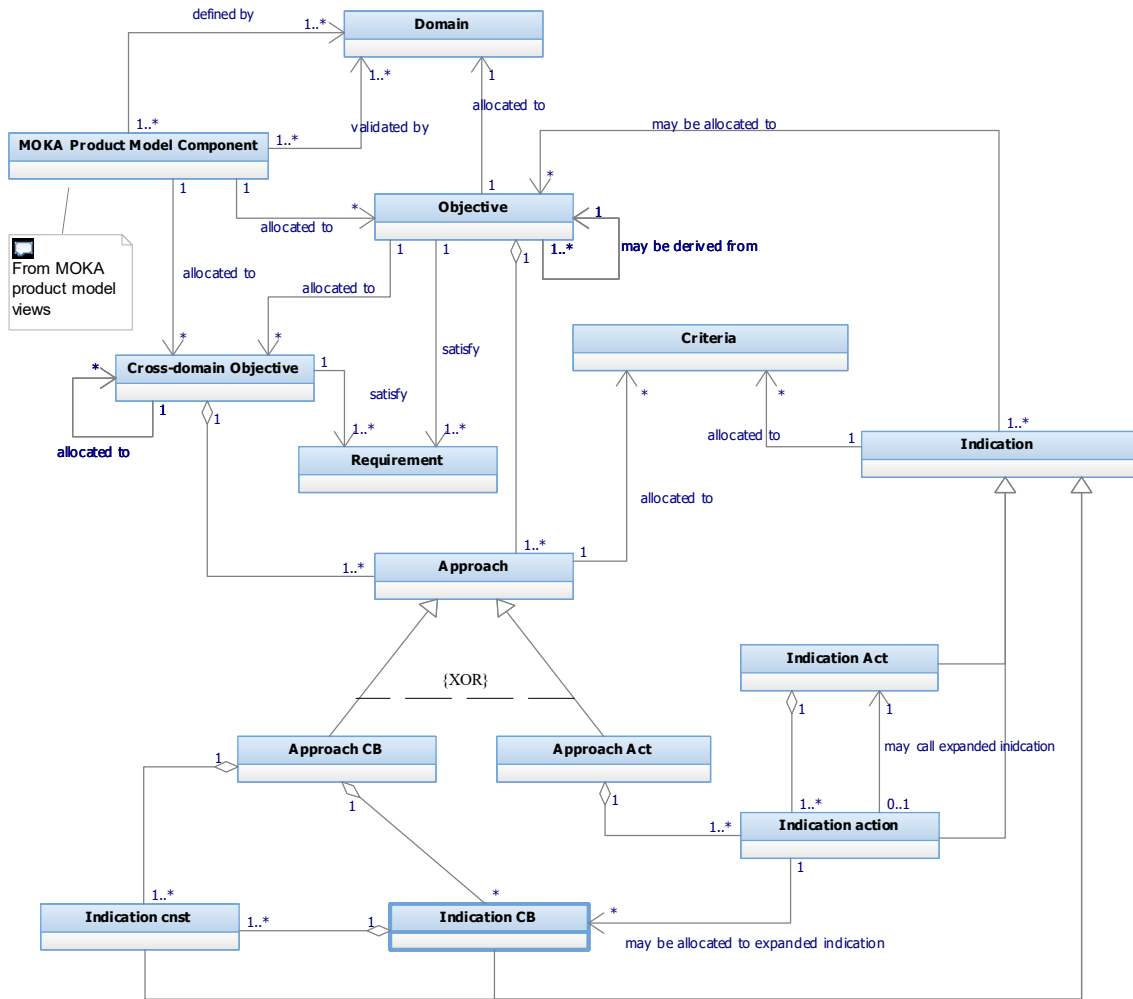 defined by
1..*
Domain
1..*
1
allocated to
1..*
validated by
1..*
MOKA Product Model Component
may be allocated to
1
1
*
allocated to
1
*
Objective
1
may be derived from
1..*
1
1
1
From MOKA
product model
views
allocated to
allocated to
*
*
Criteria
satisfy
*
*
Cross-domain Objective
1
*
1
1
satisfy
allocated to
1..*
1..*
Requirement
allocated to
1
1..*
Indication
allocated to
1..*
1..*
1
Approach
{XOR}
Indication Act
1
1
may call expanded inidcation
1..*
0..1
Approach CB
1
1
Approach Act
1
1..*
Indication action
1
1..*
Indication cnst
1..*
1
*
Indication CB
*
may be allocated to expanded indication